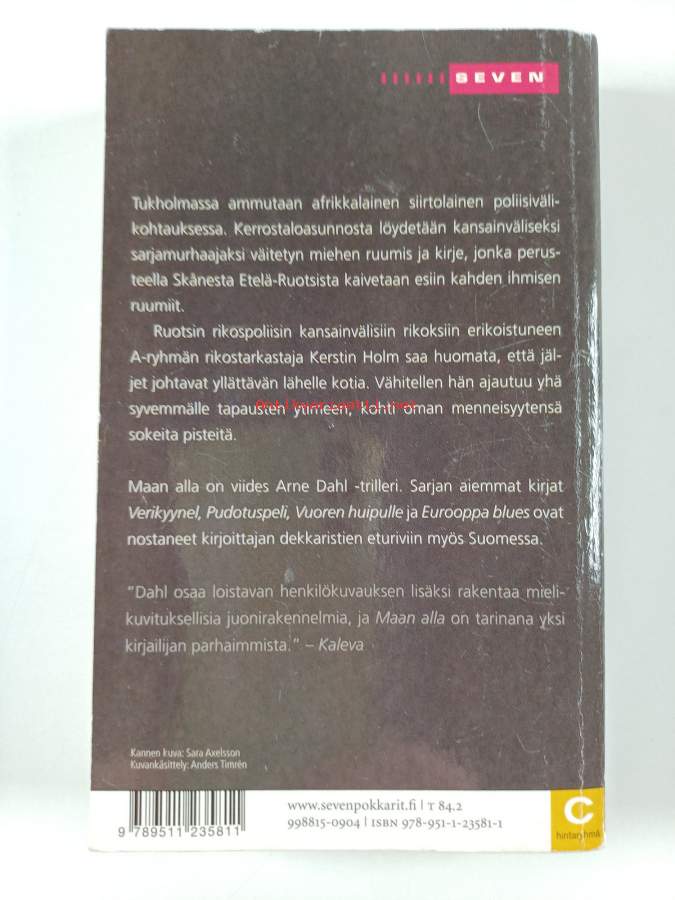 SEVEN
Tukholmassa ammutaan afrikkalainen siirtolainen poliisiväli-
kohtauksessa. Kerrostaloasunnosta löydetään kansainväliseksi
sarjamurhaajaksi väitetyn miehen ruumis ja kirje, jonka perus-
teella Skånesta Etelä-Ruotsista kaivetaan esiin kahden ihmisen
ruumiit.
Ruotsin rikospoliisin kansainvälisiin rikoksiin erikoistuneen
A-ryhmän rikostarkastaja Kerstin Holm saa huomata, että jäl-
jet johtavat yllättävän lähelle kotia. Vähitellen hän ajautuu yhä
syvemmälle tapausten ytimeen, kohti oman menneisyytensä
sokeita pisteitä.
Maan alla on viides Arne Dahl -trilleri. Sarjan aiemmat kirjat
Verikyynel, Pudotuspeli, Vuoren huipulle ja Eurooppa blues ovat
nostaneet kirjoittajan dekkaristien eturiviin myös Suomessa.
"Dahl osaa loistavan henkilökuvauksen lisäksi rakentaa mieli-
kuvituksellisia juonirakennelmia, ja Maan alla on tarinana yksi
kirjailijan parhaimmista." – Kaleva
Kannen kuva: Sara Axelsson
Kuvankäsittely: Anders Timrén
www.sevenpokkarit.fi | T 84.2
998815-0904 | ISBN 978-951-1-23581-1
9 789511 235811
C
hintaryhmä